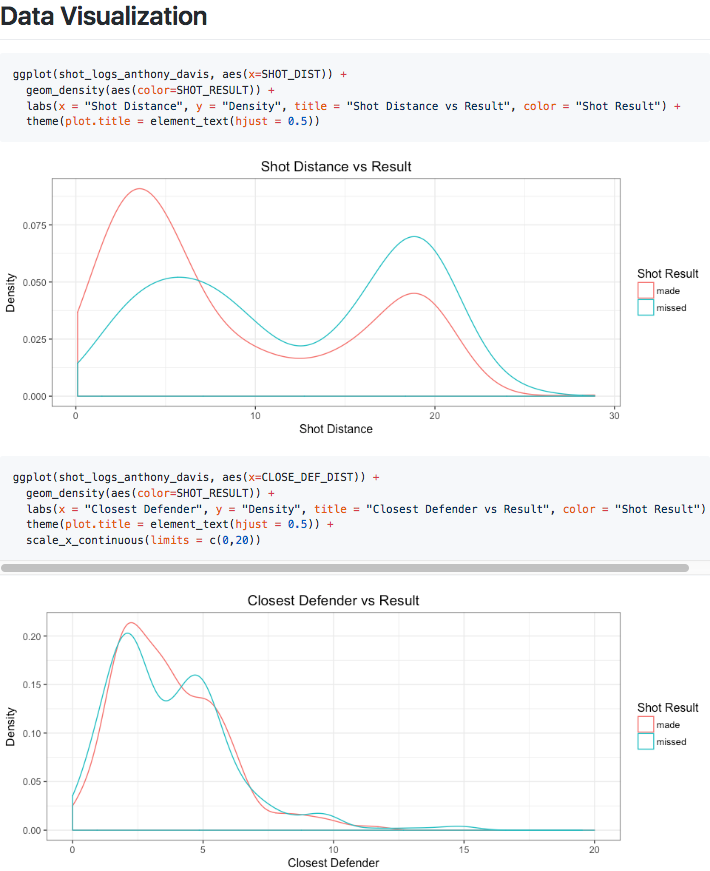 Data Visualization
ggplot(shot_logs_anthony_davis, aes(x=SHOT_DIST)) +
geom_density(aes(color=SHOT_RESULT)) +
labs(x = "Shot Distance", y = "Density", title = "Shot Distance vs Result", color = "Shot Result") +
theme(plot.title = element_text(hjust = 0.5))
Shot Distance vs Result
0.075
0.050
0.025
0.000
Density
0
10
20
30
Shot Distance
Shot Result
made
missed
ggplot(shot_logs_anthony_davis, aes(x=CLOSE_DEF_DIST)) +
geom_density(aes(color=SHOT_RESULT)) +
labs(x = "Closest Defender", y = "Density", title = "Closest Defender vs Result", color = "Shot Result")
theme(plot.title = element_text(hjust = 0.5)) +
scale_x_continuous(limits = c(0,20))
Closest Defender vs Result
0.20
0.15
0.10
0.05
0.00
Density
0
5
10
15
20
Closest Defender
Shot Result
made
missed